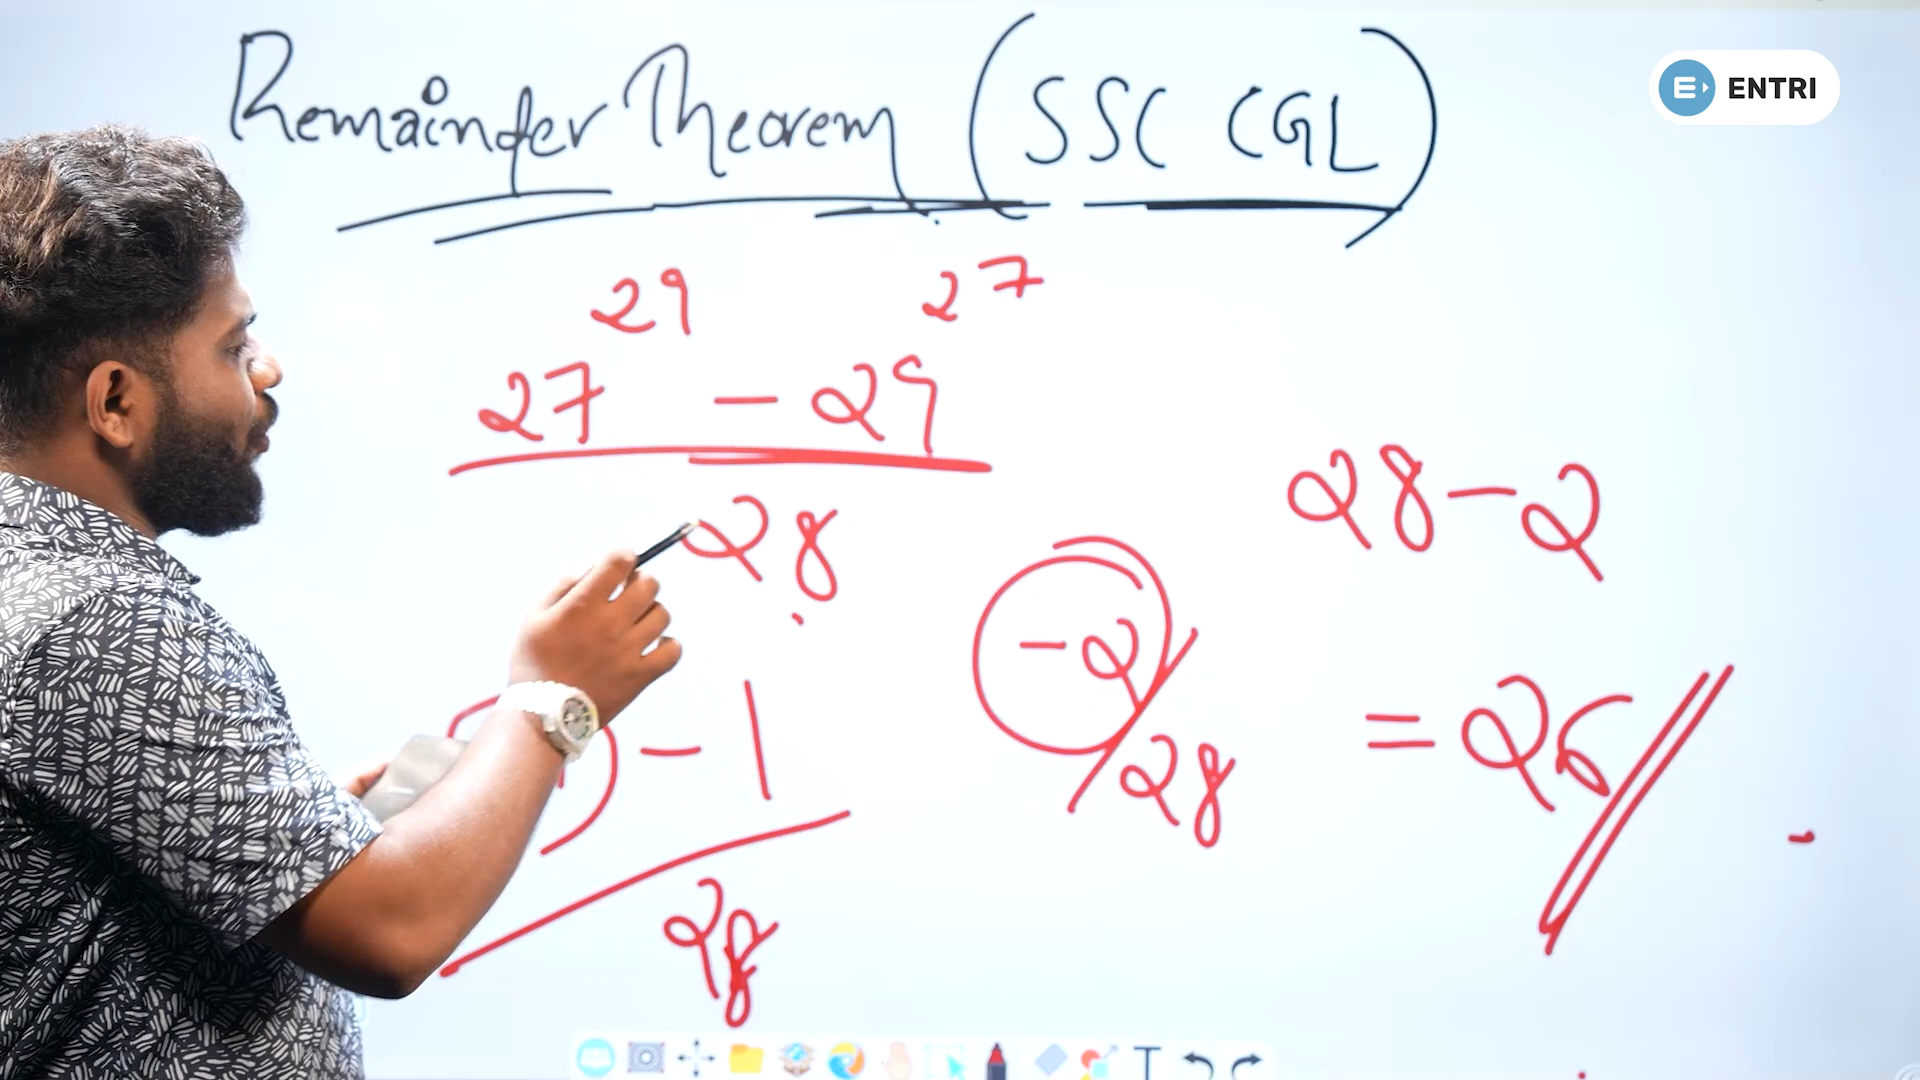 Remainder Theorem (SSC CGL)
ENTRI
27^29 - 29^27
28
) - 1
28
-2/28
28-2
= 26